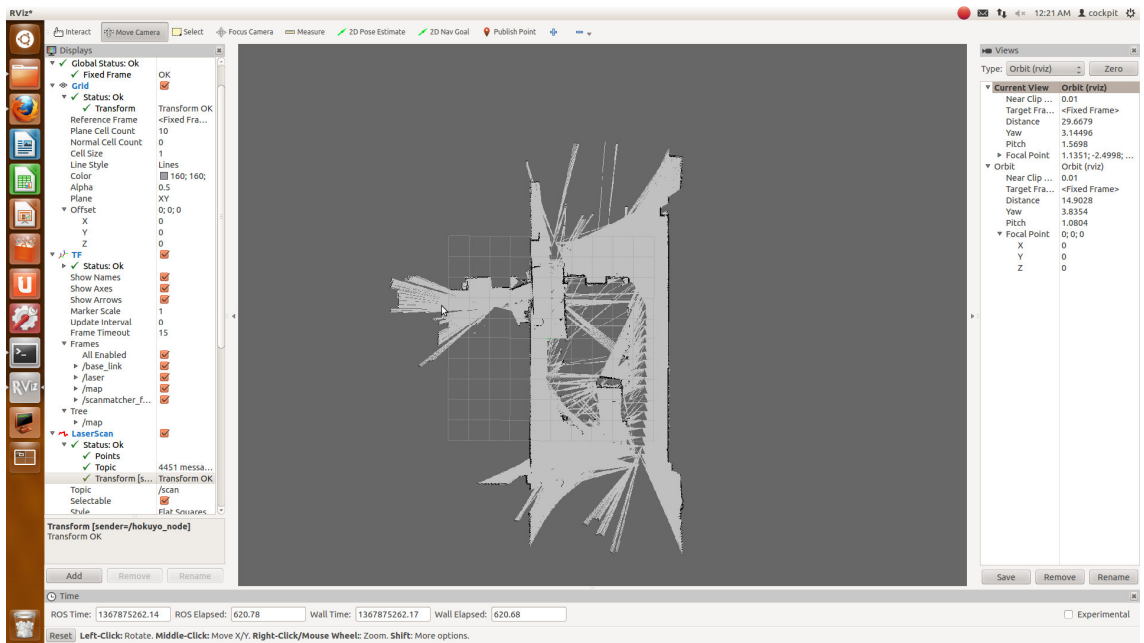 RViz*
12:21 AM
cockpit
Interact
Move Camera
Select
Focus Camera
Measure
2D Pose Estimate
2D Nav Goal
Publish Point
Displays
Global Status: Ok
Fixed Frame OK
Grid
Status: Ok
Transform Transform OK
Reference Frame <Fixed Fra...
Plane Cell Count 10
Normal Cell Count 0
Cell Size 1
Line Style Lines
Color 160; 160;
Alpha 0.5
Plane XY
Offset 0; 0; 0
X 0
Y 0
Z 0
TF
Status: Ok
Show Names
Show Axes
Show Arrows
Marker Scale 1
Update Interval 0
Frame Timeout 15
Frames
All Enabled
/base_link
/laser
/map
/scanmatcher_f...
Tree
/map
LaserScan
Status: Ok
Points
Topic 4451 messa...
Transform [s... Transform OK
Topic /scan
Selectable
Style Flat Squares
Transform [sender=/hokuyo_node]
Transform OK
Add
Remove
Rename
Views
Type: Orbit (rviz)
Zero
Current View Orbit (rviz)
Near Clip ... 0.01
Target Fra... <Fixed Frame>
Distance 29.6679
Yaw 3.14496
Pitch 1.5698
Focal Point 1.1351; -2.4998; ...
Orbit Orbit (rviz)
Near Clip ... 0.01
Target Fra... <Fixed Frame>
Distance 14.9028
Yaw 3.8354
Pitch 1.0804
Focal Point 0; 0; 0
X 0
Y 0
Z 0
Save
Remove
Rename
Time
ROS Time: 1367875262.14 ROS Elapsed: 620.78 Wall Time: 1367875262.17 Wall Elapsed: 620.68 Experimental
Reset Left-Click: Rotate. Middle-Click: Move X/Y. Right-Click/Mouse Wheel:: Zoom. Shift: More options.
RViz